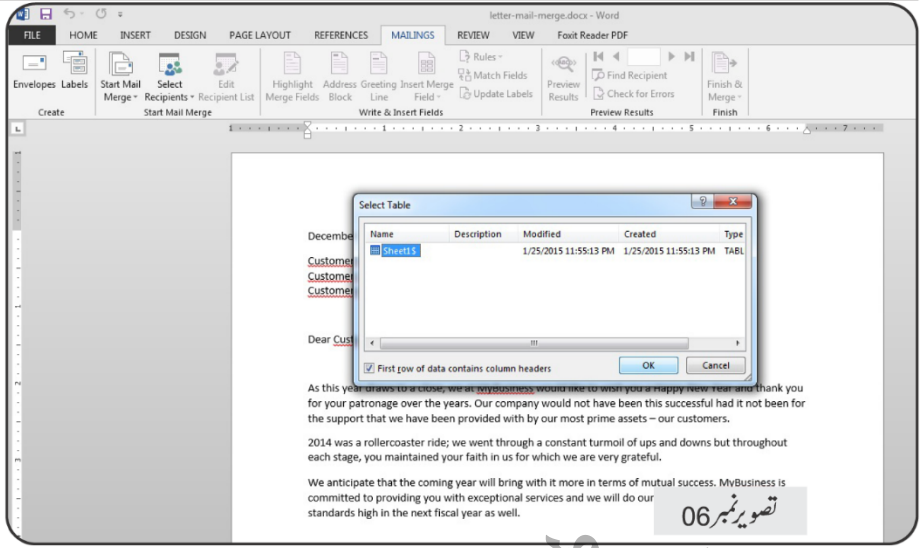 letter-mail-merge.docx - Word
FILE HOME INSERT DESIGN PAGE LAYOUT REFERENCES MAILINGS REVIEW VIEW Foxit Reader PDF
Envelopes Labels
Create
Start Mail Merge Select Recipients Edit Recipient List
Start Mail Merge
Highlight Merge Fields Address Block Greeting Line Insert Merge Field
Rules
Match Fields
Update Labels
Write & Insert Fields
Preview Results
Find Recipient
Check for Errors
Preview Results
Finish & Merge
Finish
1 1 2 3 4 5 6 7
Select Table
Name Description Modified Created Type
Sheet1$ 1/25/2015 11:55:13 PM 1/25/2015 11:55:13 PM TABL
First row of data contains column headers
OK Cancel
Decembe
Customer
Customer
Customer
Dear Cust
As this year draws to a close, we at MyBusiness would like to wish you a Happy New Year and thank you
for your patronage over the years. Our company would not have been this successful had it not been for
the support that we have been provided with by our most prime assets – our customers.
2014 was a rollercoaster ride; we went through a constant turmoil of ups and downs but throughout
each stage, you maintained your faith in us for which we are very grateful.
We anticipate that the coming year will bring with it more in terms of mutual success. MyBusiness is
committed to providing you with exceptional services and we will do our
standards high in the next fiscal year as well.
تصویر نمبر 06